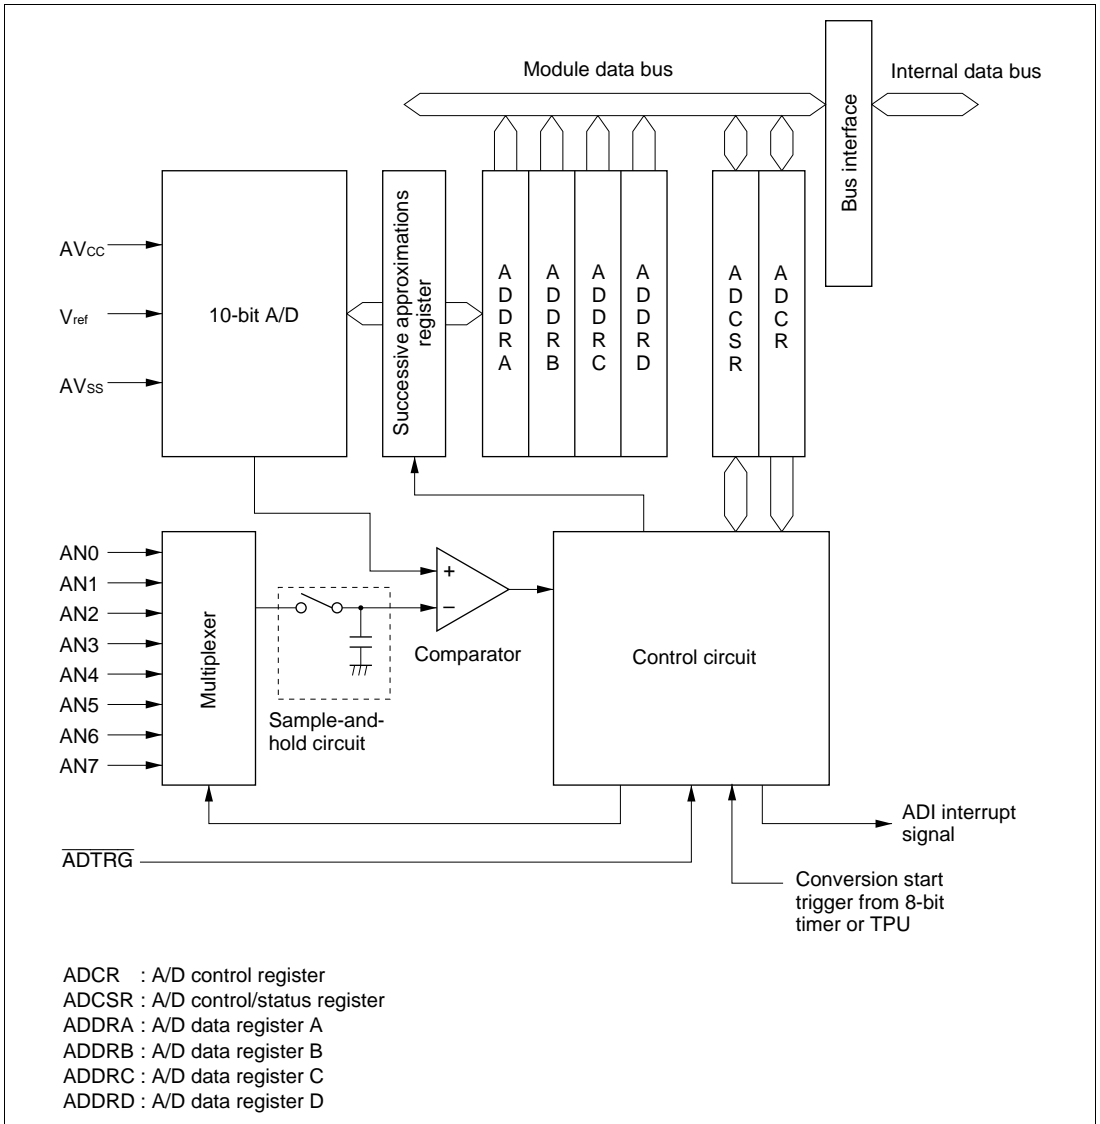 Module data bus
Internal data bus
Bus interface
AVCC
Vref
AVSS
10-bit A/D
Successive approximations
register
ADDRA
ADDRB
ADDRC
ADDRD
ADCSR
ADCR
AN0
AN1
AN2
AN3
AN4
AN5
AN6
AN7
Multiplexer
+
−
Comparator
Sample-and-
hold circuit
Control circuit
ADI interrupt
signal
ADTRG
Conversion start
trigger from 8-bit
timer or TPU
ADCR : A/D control register
ADCSR : A/D control/status register
ADDRA : A/D data register A
ADDRB : A/D data register B
ADDRC : A/D data register C
ADDRD : A/D data register D